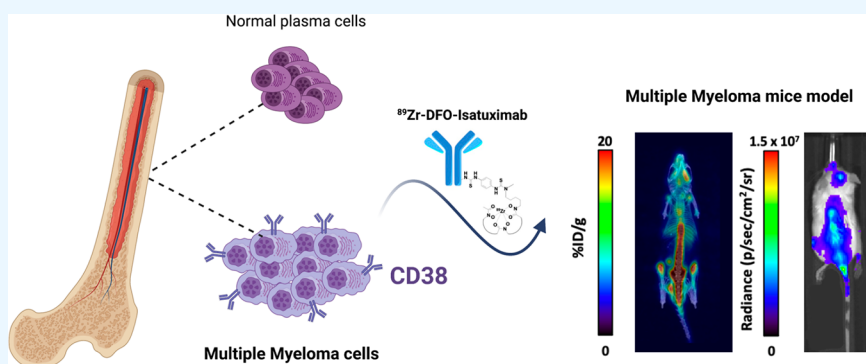 Normal plasma cells
CD38
Multiple Myeloma cells
⁸⁹Zr-DFO-Isatuximab
Multiple Myeloma mice model
20
%ID/g
0
1.5 x 10⁷
Radiance (p/sec/cm²/sr)
0